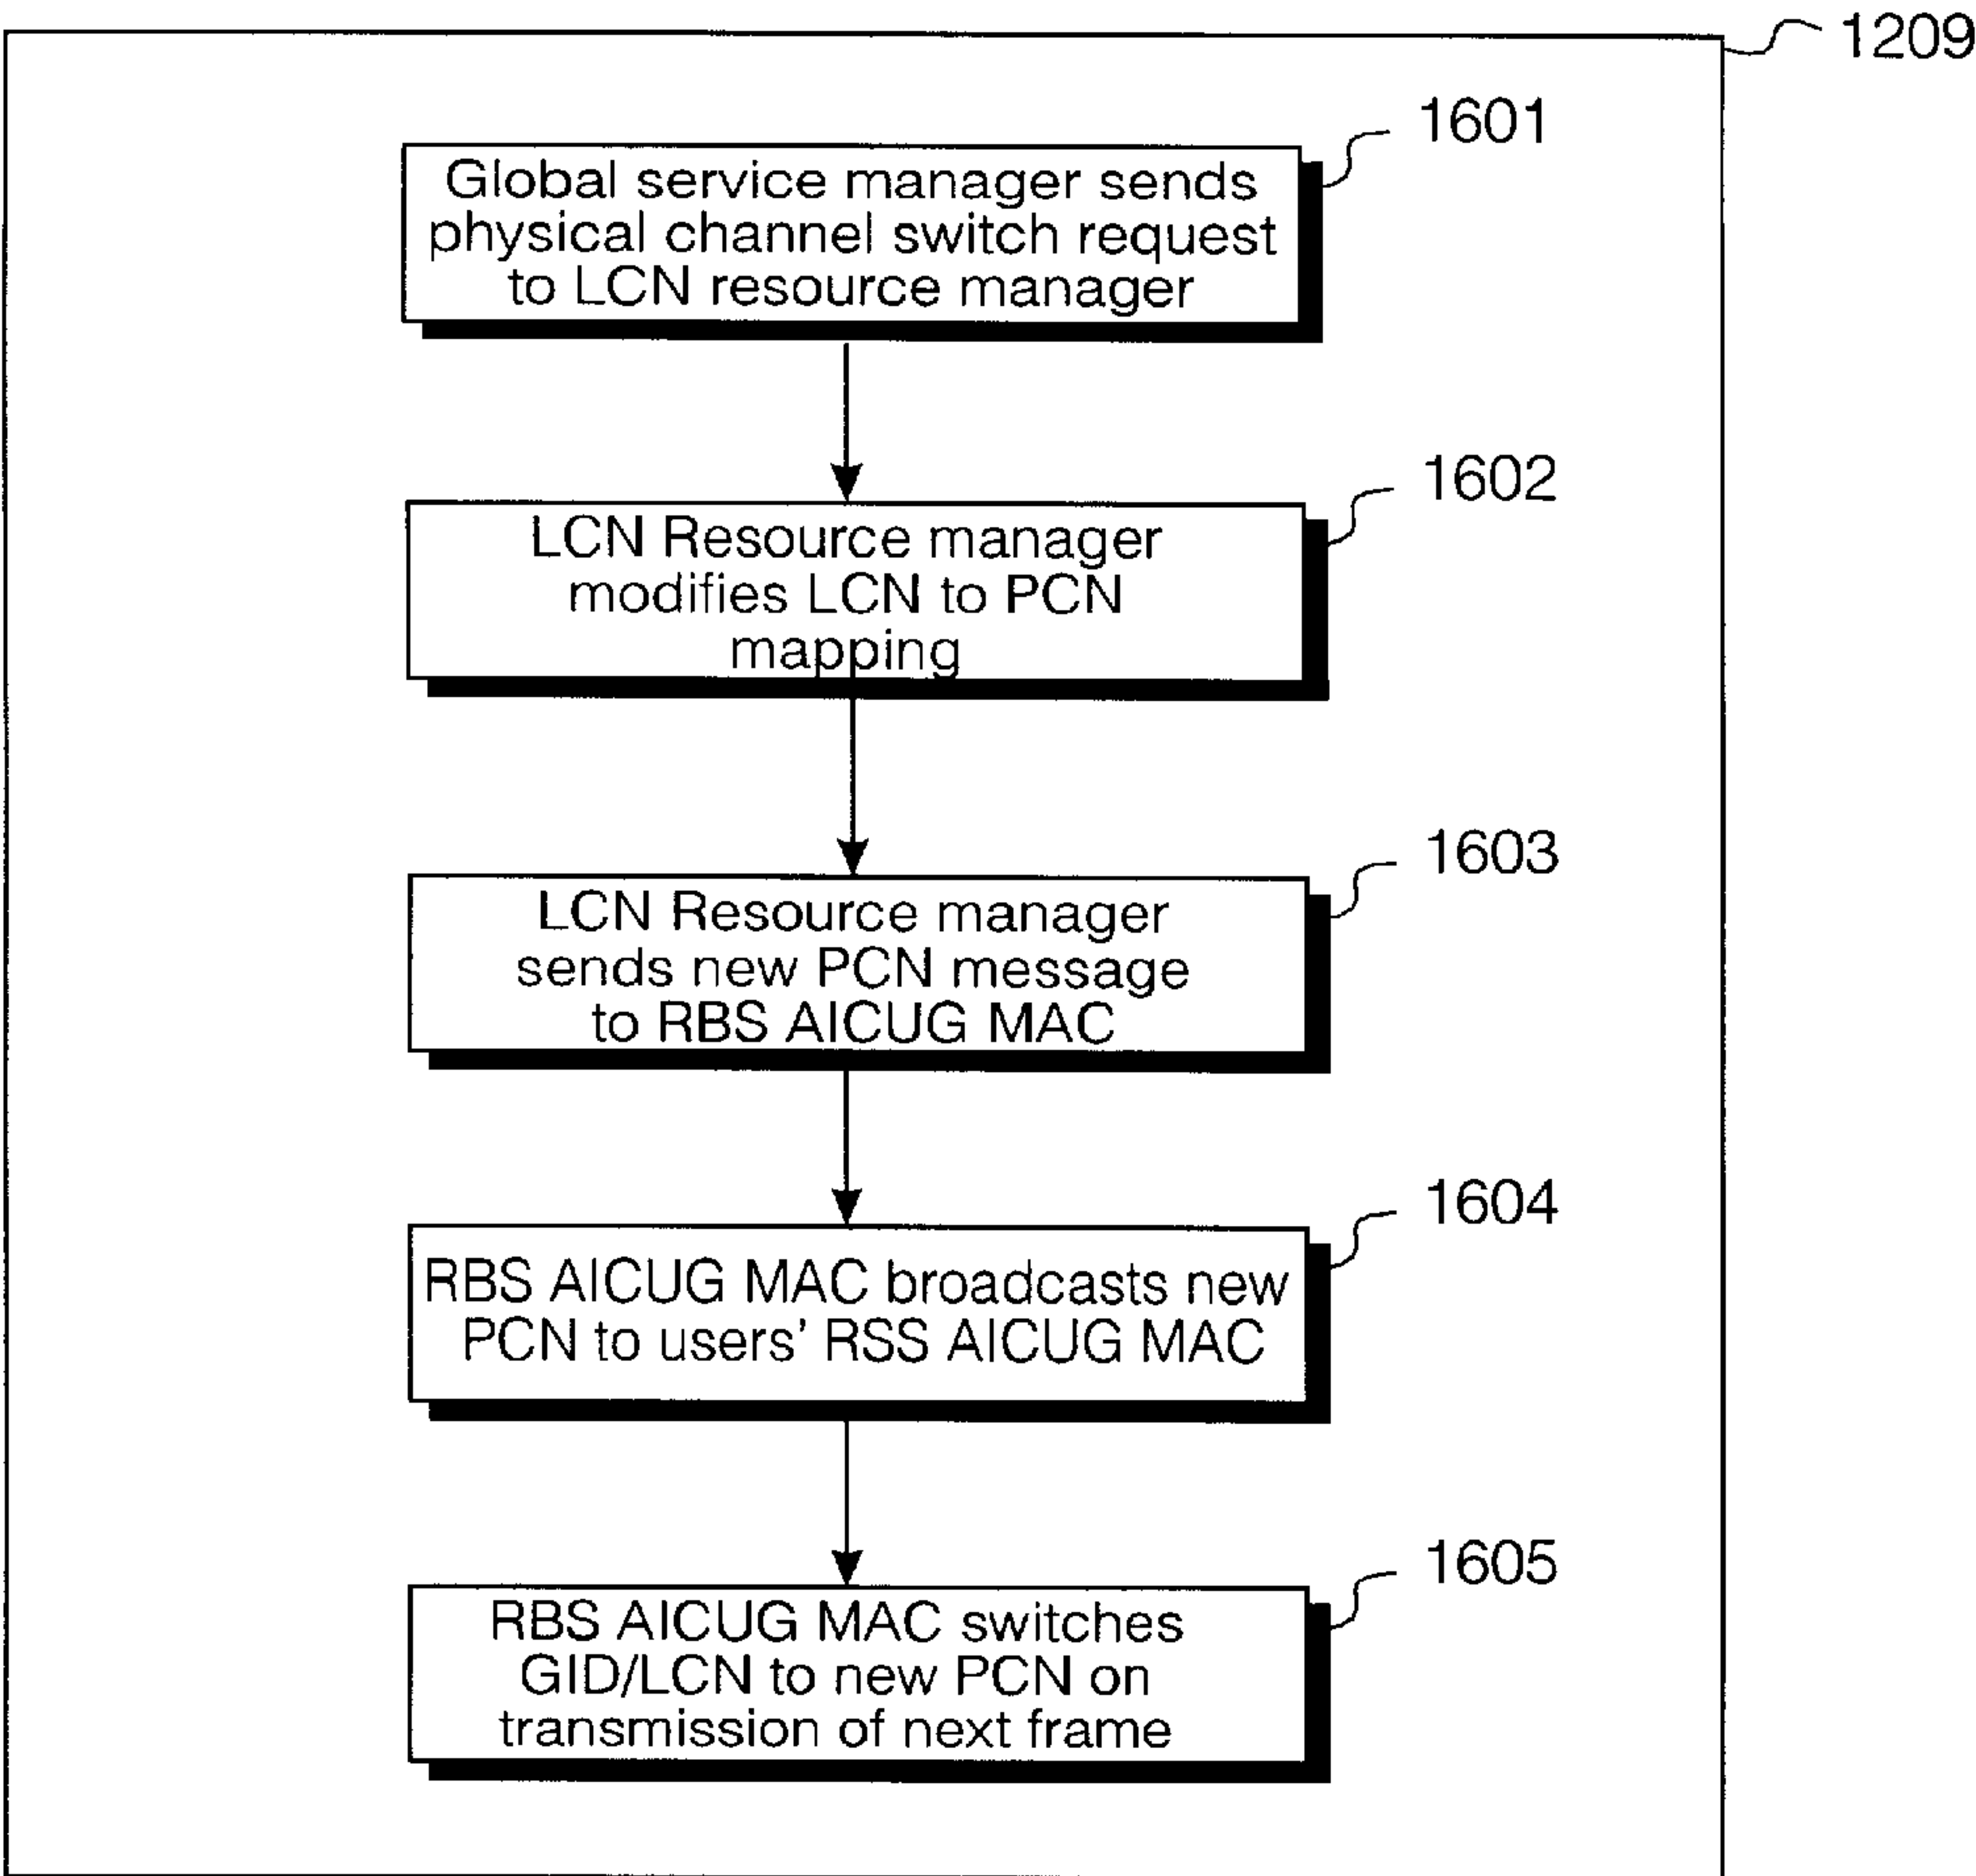 1209
1601
Global service manager sends
physical channel switch request
to LCN resource manager
1602
LCN Resource manager
modifies LCN to PCN
mapping
1603
LCN Resource manager
sends new PCN message
to RBS AICUG MAC
1604
RBS AICUG MAC broadcasts new
PCN to users’ RSS AICUG MAC
1605
RBS AICUG MAC switches
GID/LCN to new PCN on
transmission of next frame